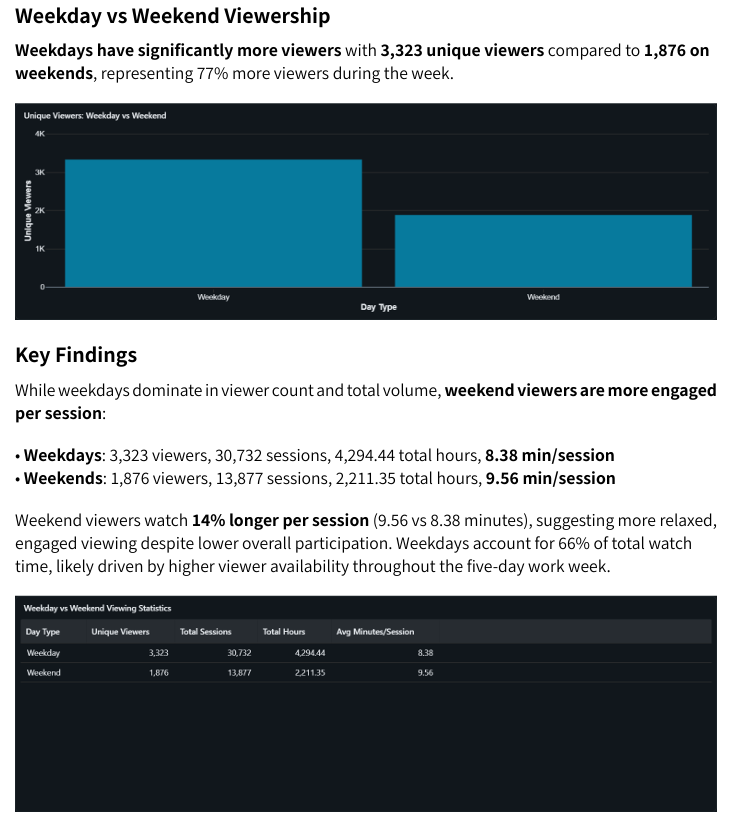 Weekday vs Weekend Viewership
Weekdays have significantly more viewers with 3,323 unique viewers compared to 1,876 on
weekends, representing 77% more viewers during the week.
Unique Viewers: Weekday vs Weekend
4K
3K
2K
1K
0
Unique Viewers
Weekday
Weekend
Day Type
Key Findings
While weekdays dominate in viewer count and total volume, weekend viewers are more engaged
per session:
• Weekdays: 3,323 viewers, 30,732 sessions, 4,294.44 total hours, 8.38 min/session
• Weekends: 1,876 viewers, 13,877 sessions, 2,211.35 total hours, 9.56 min/session
Weekend viewers watch 14% longer per session (9.56 vs 8.38 minutes), suggesting more relaxed,
engaged viewing despite lower overall participation. Weekdays account for 66% of total watch
time, likely driven by higher viewer availability throughout the five-day work week.
Weekday vs Weekend Viewing Statistics
Day Type Unique Viewers Total Sessions Total Hours Avg Minutes/Session
Weekday 3,323 30,732 4,294.44 8.38
Weekend 1,876 13,877 2,211.35 9.56